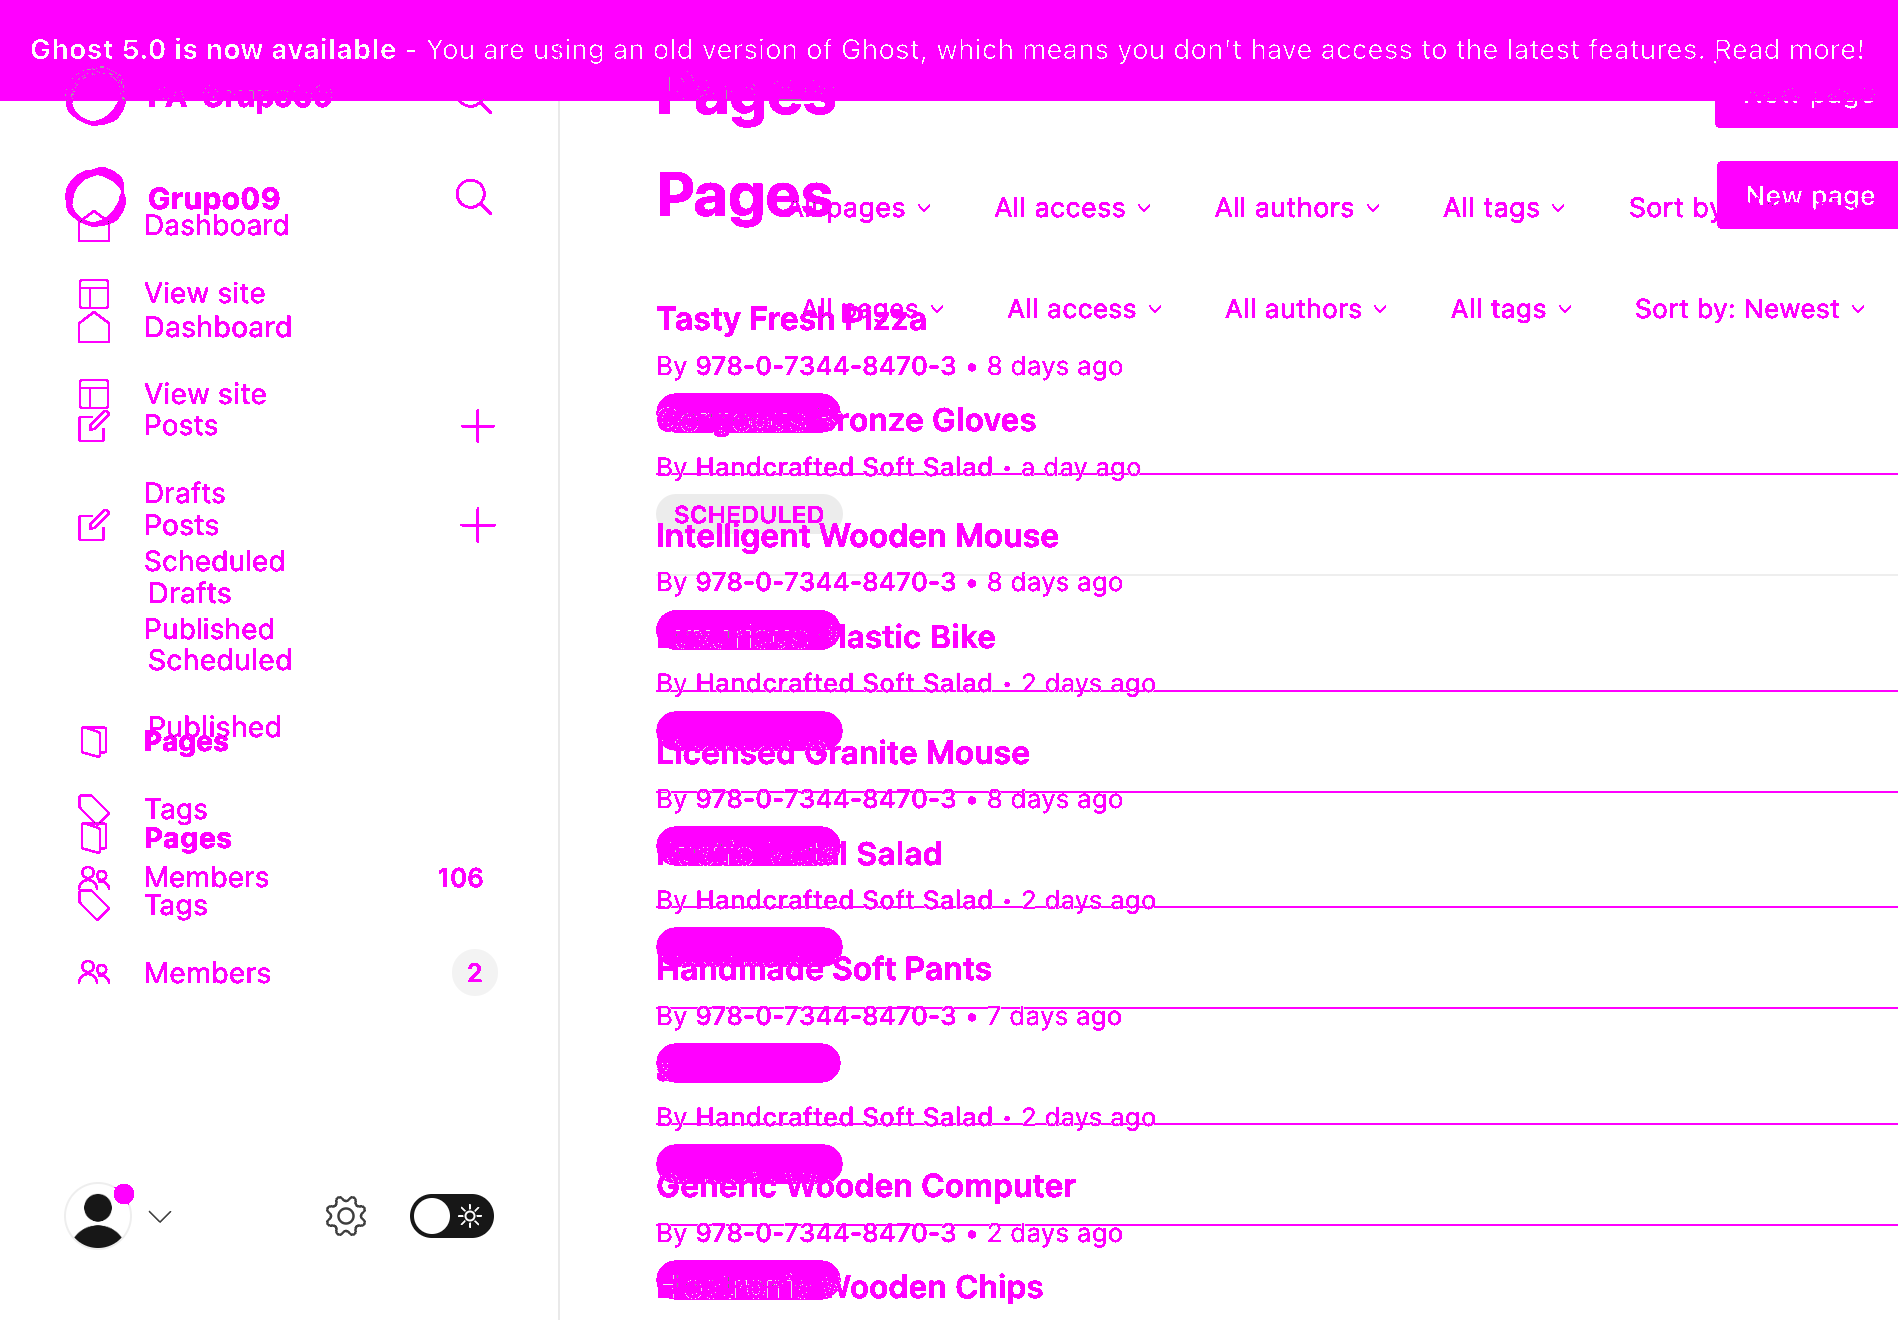 Ghost 5.0 is now available - You are using an old version of Ghost, which means you don't have access to the latest features. Read more!
Pages
New page
Grupo09
Dashboard
View site
Dashboard
View site
Posts
Drafts
Posts
Scheduled
Drafts
Published
Scheduled
Published
Pages
Tags
Pages
Members 106
Tags
Members 2
Pages
All pages
All access
All authors
All tags
Sort by
New page
All pages
All access
All authors
All tags
Sort by: Newest
Tasty Fresh Pizza
By 978-0-7344-8470-3 • 8 days ago
Bronze Gloves
By Handcrafted Soft Salad • a day ago
SCHEDULED
Intelligent Wooden Mouse
By 978-0-7344-8470-3 • 8 days ago
Plastic Bike
By Handcrafted Soft Salad • 2 days ago
Licensed Granite Mouse
By 978-0-7344-8470-3 • 8 days ago
Salad
By Handcrafted Soft Salad • 2 days ago
Handmade Soft Pants
By 978-0-7344-8470-3 • 7 days ago
By Handcrafted Soft Salad • 2 days ago
Generic Wooden Computer
By 978-0-7344-8470-3 • 2 days ago
Wooden Chips